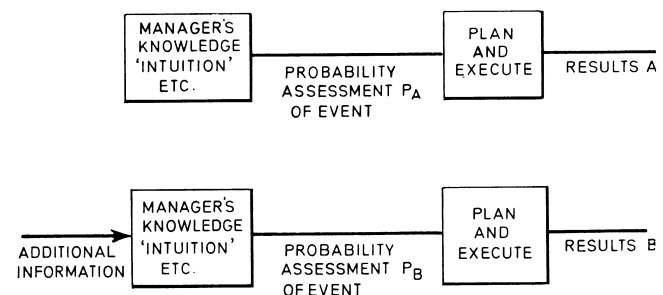 MANAGER'S
KNOWLEDGE
'INTUITION'
ETC.
PROBABILITY
ASSESSMENT PA
OF EVENT
PLAN
AND
EXECUTE
RESULTS A
ADDITIONAL
INFORMATION
MANAGER'S
KNOWLEDGE
'INTUITION'
ETC.
PROBABILITY
ASSESSMENT PB
OF EVENT
PLAN
AND
EXECUTE
RESULTS B